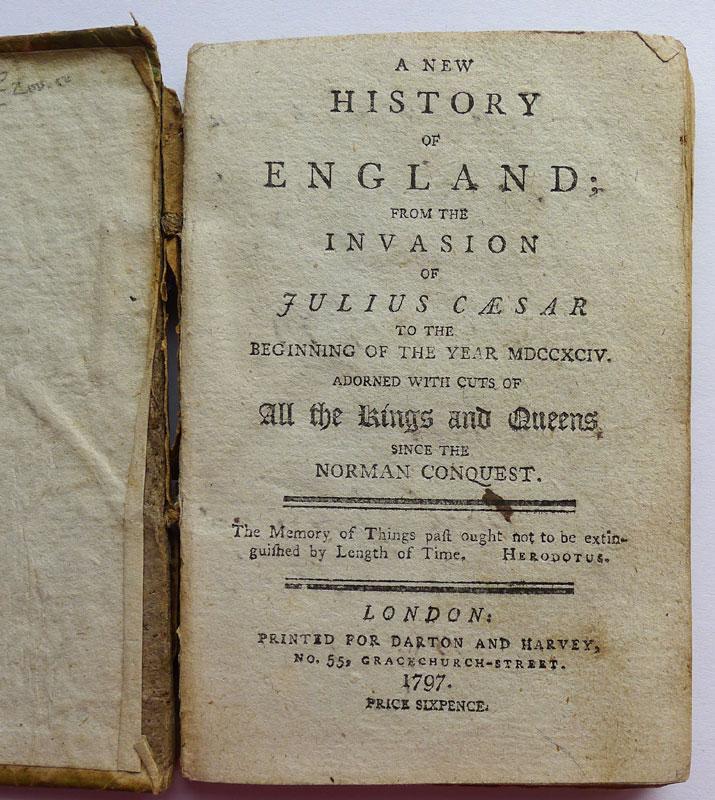 A NEW
HISTORY
OF
ENGLAND;
FROM THE
INVASION
OF
JULIUS CÆSAR
TO THE
BEGINNING OF THE YEAR MDCCXCIV.
ADORNED WITH CUTS OF
All the Kings and Queens
SINCE THE
NORMAN CONQUEST.
The Memory of Things paſt ought not to be extin-
guiſhed by Length of Time. HERODOTUS.
LONDON:
PRINTED FOR DARTON AND HARVEY,
NO. 55, GRACECHURCH-STREET.
1797.
PRICE SIXPENCE.